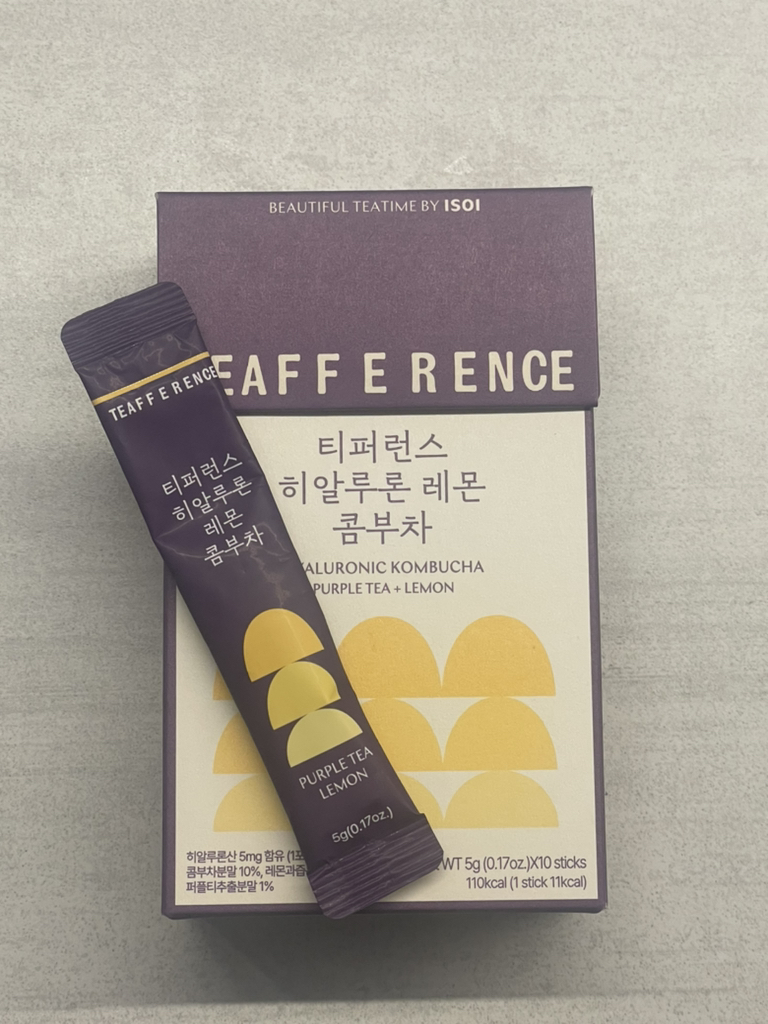 BEAUTIFUL TEATIME BY ISOI
EAFFERENCE
티퍼런스
히알루론 레몬
콤부차
ALURONIC KOMBUCHA
PURPLE TEA + LEMON
히알루론산 5mg 함유 (1포
콤부차분말 10%, 레몬과즙
퍼플티추출분말 1%
WT 5g (0.17oz.)X10 sticks
110kcal (1 stick 11kcal)
TEAFFERENCE
티퍼런스
히알루론
레몬
콤부차
PURPLE TEA
LEMON
5g(0.17oz.)